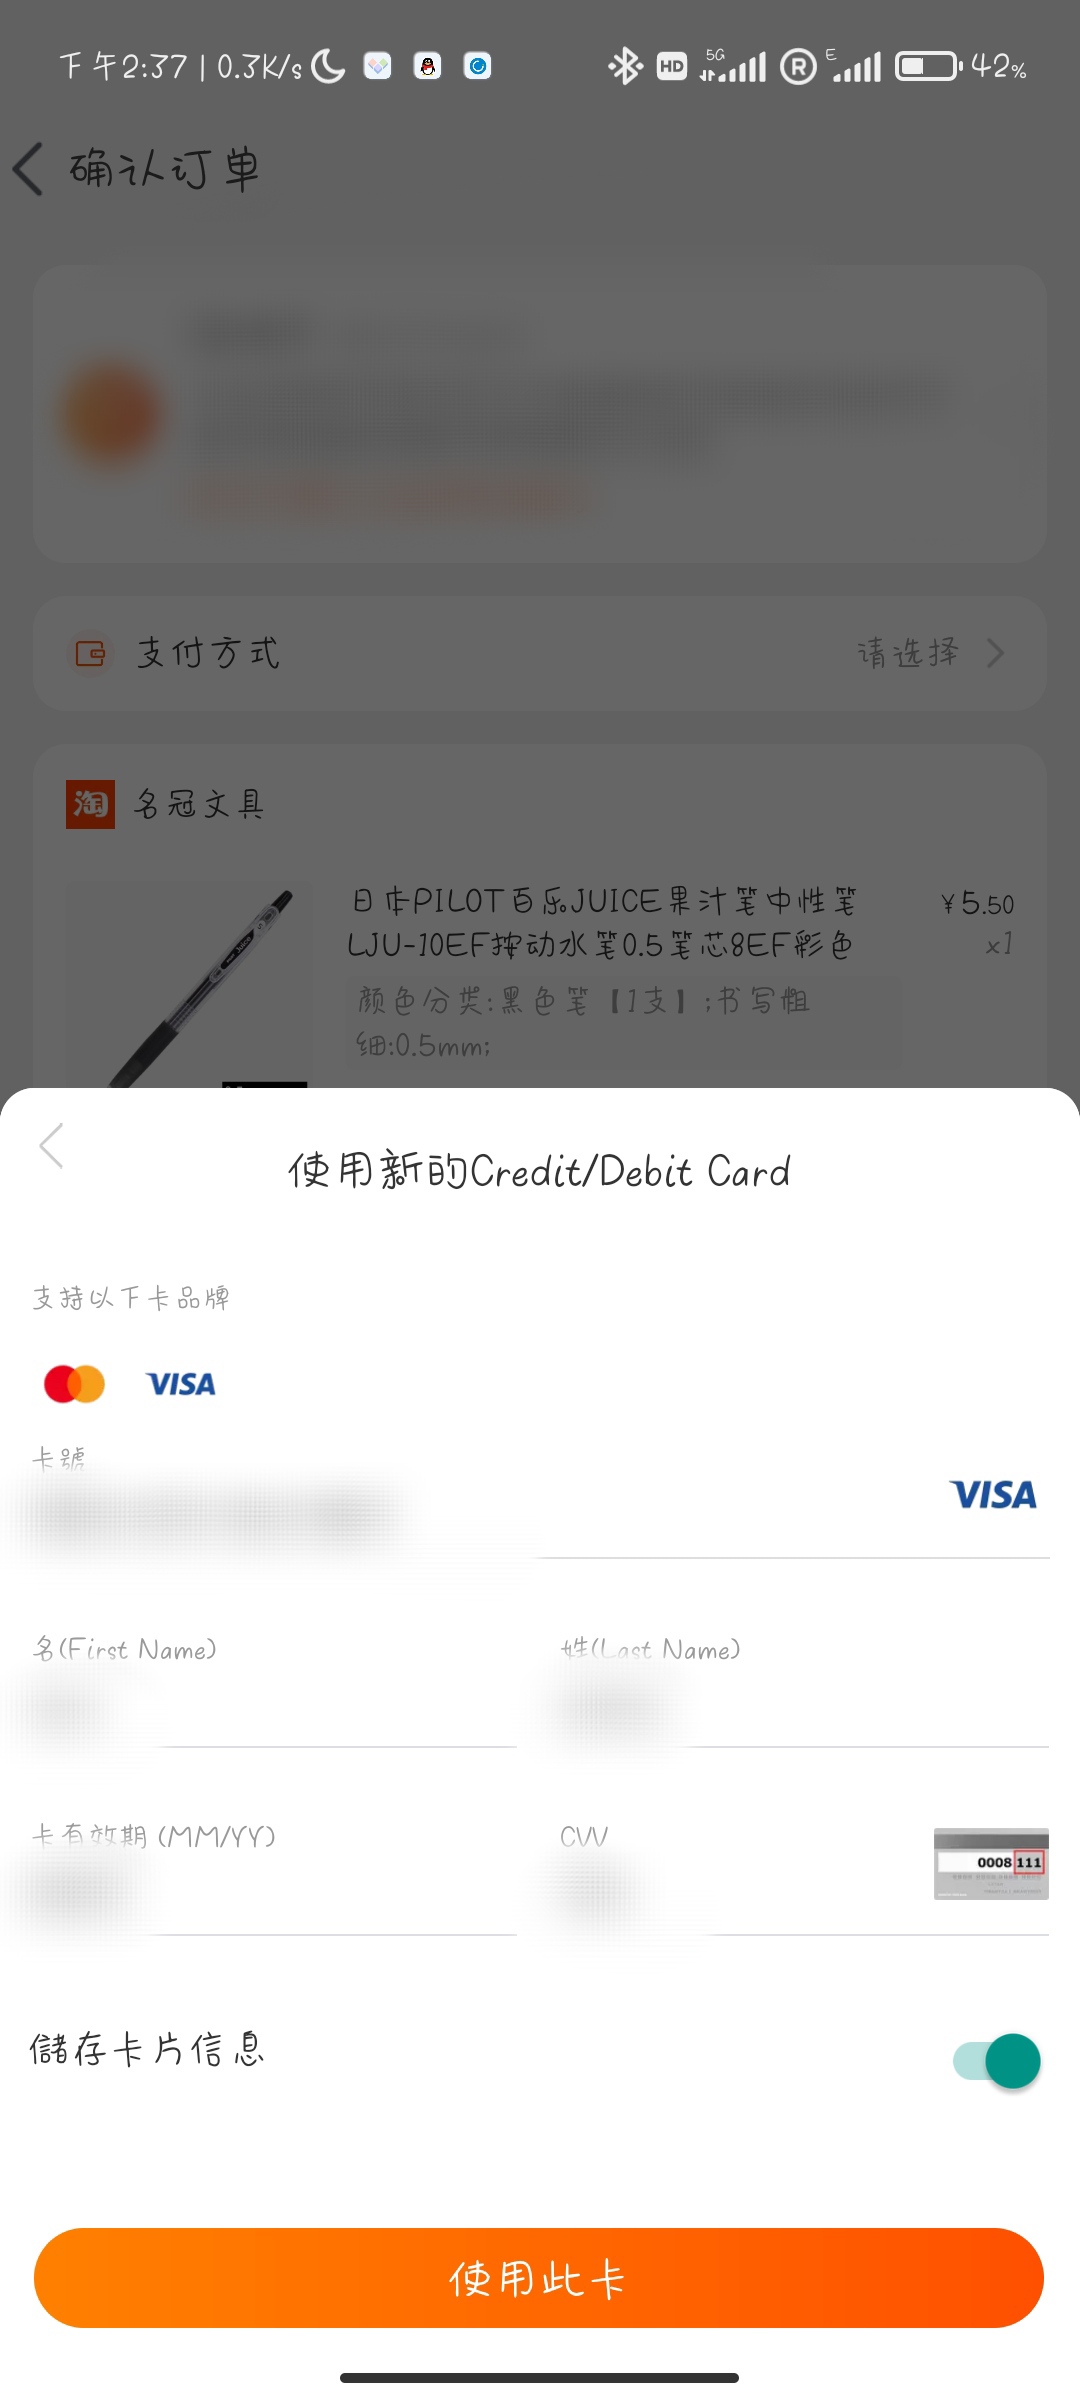 下午2:37 | 0.3K/s HD 5G R E 42%
确认订单
支付方式 请选择
淘 名冠文具
日本PILOT百乐JUICE果汁笔中性笔 ¥5.50
LJU-10EF按动水笔0.5笔芯8EF彩色 x1
颜色分类:黑色笔【1支】;书写粗
细:0.5mm;
使用新的Credit/Debit Card
支持以下卡品牌
VISA
卡號
VISA
名(First Name) 姓(Last Name)
卡有效期 (MM/YY) CVV
0008 111
儲存卡片信息
使用此卡